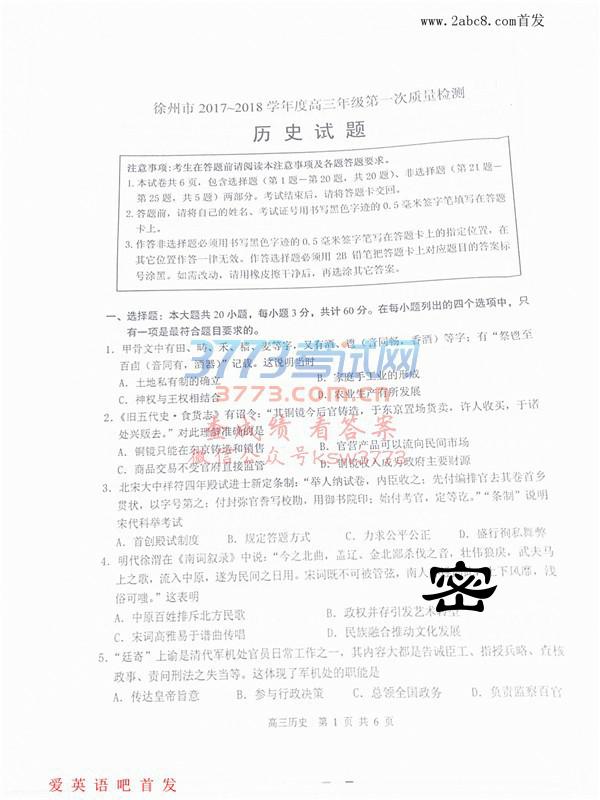 www.2abc8.com首发
徐州市 2017~2018 学年度高三年级第一次质量检测
历史试题
注意事项:考生在答题前请阅读本注意事项及各题答题要求。
1.本试卷共6页，包含选择题（第1题－第20题，共20题）、非选择题（第21题－
第25题，共5题）两部分。考试结束后，请将答题卡交回。
2.答题前，请将自己的姓名、考试证号用书写黑色字迹的0.5毫米签字笔填写在答题
卡上。
3.作答非选择题必须用书写黑色字迹的0.5毫米签字笔写在答题卡上的指定位置，在
其它位置作答一律无效。作答选择题必须用2B铅笔把答题卡上对应题目的答案标
号涂黑。如需改动，请用橡皮擦干净后，再选涂其它答案。
一、选择题：本大题共20小题，每小题3分，共计60分。在每小题列出的四个选项中，只
有一项是最符合题目要求的。
1．甲骨文中有田、畴、禾、穑、麦等字，又有酒、鬯（音同畅，香酒）等字；有“祭鬯至
百卣（音同有，酒器）”记载。这说明当时
A．土地私有制的确立 B．家庭手工业的形成
C．神权与王权相结合 D．农业生产有所发展
3773考试网
3773.com.cn
查成绩 看答案
微信公众号ksw3773
2.《旧五代史·食货志》有诏令：“其铜镜今后官铸造，于东京置场货卖，许人收买，于诸
处兴贩去。”对此理解准确的是
A．铜镜只能在东京铸造和销售 B．官营产品可以流向民间市场
C．商品交易不受官府直接监管 D．铜镜收入成为政府主要财源
3．北宋大中祥符四年殿试进士新定条制：“举人纳试卷，内臣收之；先付编排官去其卷首乡
贯状，以字号第之；付封弥官誊写校勘，用御书院印；始付考官，定等讫。”“条制”说明
宋代科举考试
A．首创殿试制度 B．规定答题方式 C．力求公平公正 D．盛行徇私舞弊
4．明代徐渭在《南词叙录》中说：“今之北曲，盖辽、金北鄙杀伐之音，壮伟狠戾，武夫马
上之歌，流入中原，遂为民间之日用。宋词既不可被管弦，南人 上下风靡，浅
俗可嗤。”这表明
A．中原百姓排斥北方民歌 B．政权并存引发艺术
C．宋词高雅易于谱曲传唱 D．民族融合推动文化发展
密
5．“廷寄”上谕是清代军机处官员日常工作之一，其内容大都是告诫臣工、指授兵略、查核
政事、责问刑法之失当等。这体现了军机处的职能是
A．传达皇帝旨意 B．参与行政决策 C．总领全国政务 D．负责监察百官
高三历史 第1页 共6页
爱英语吧首发